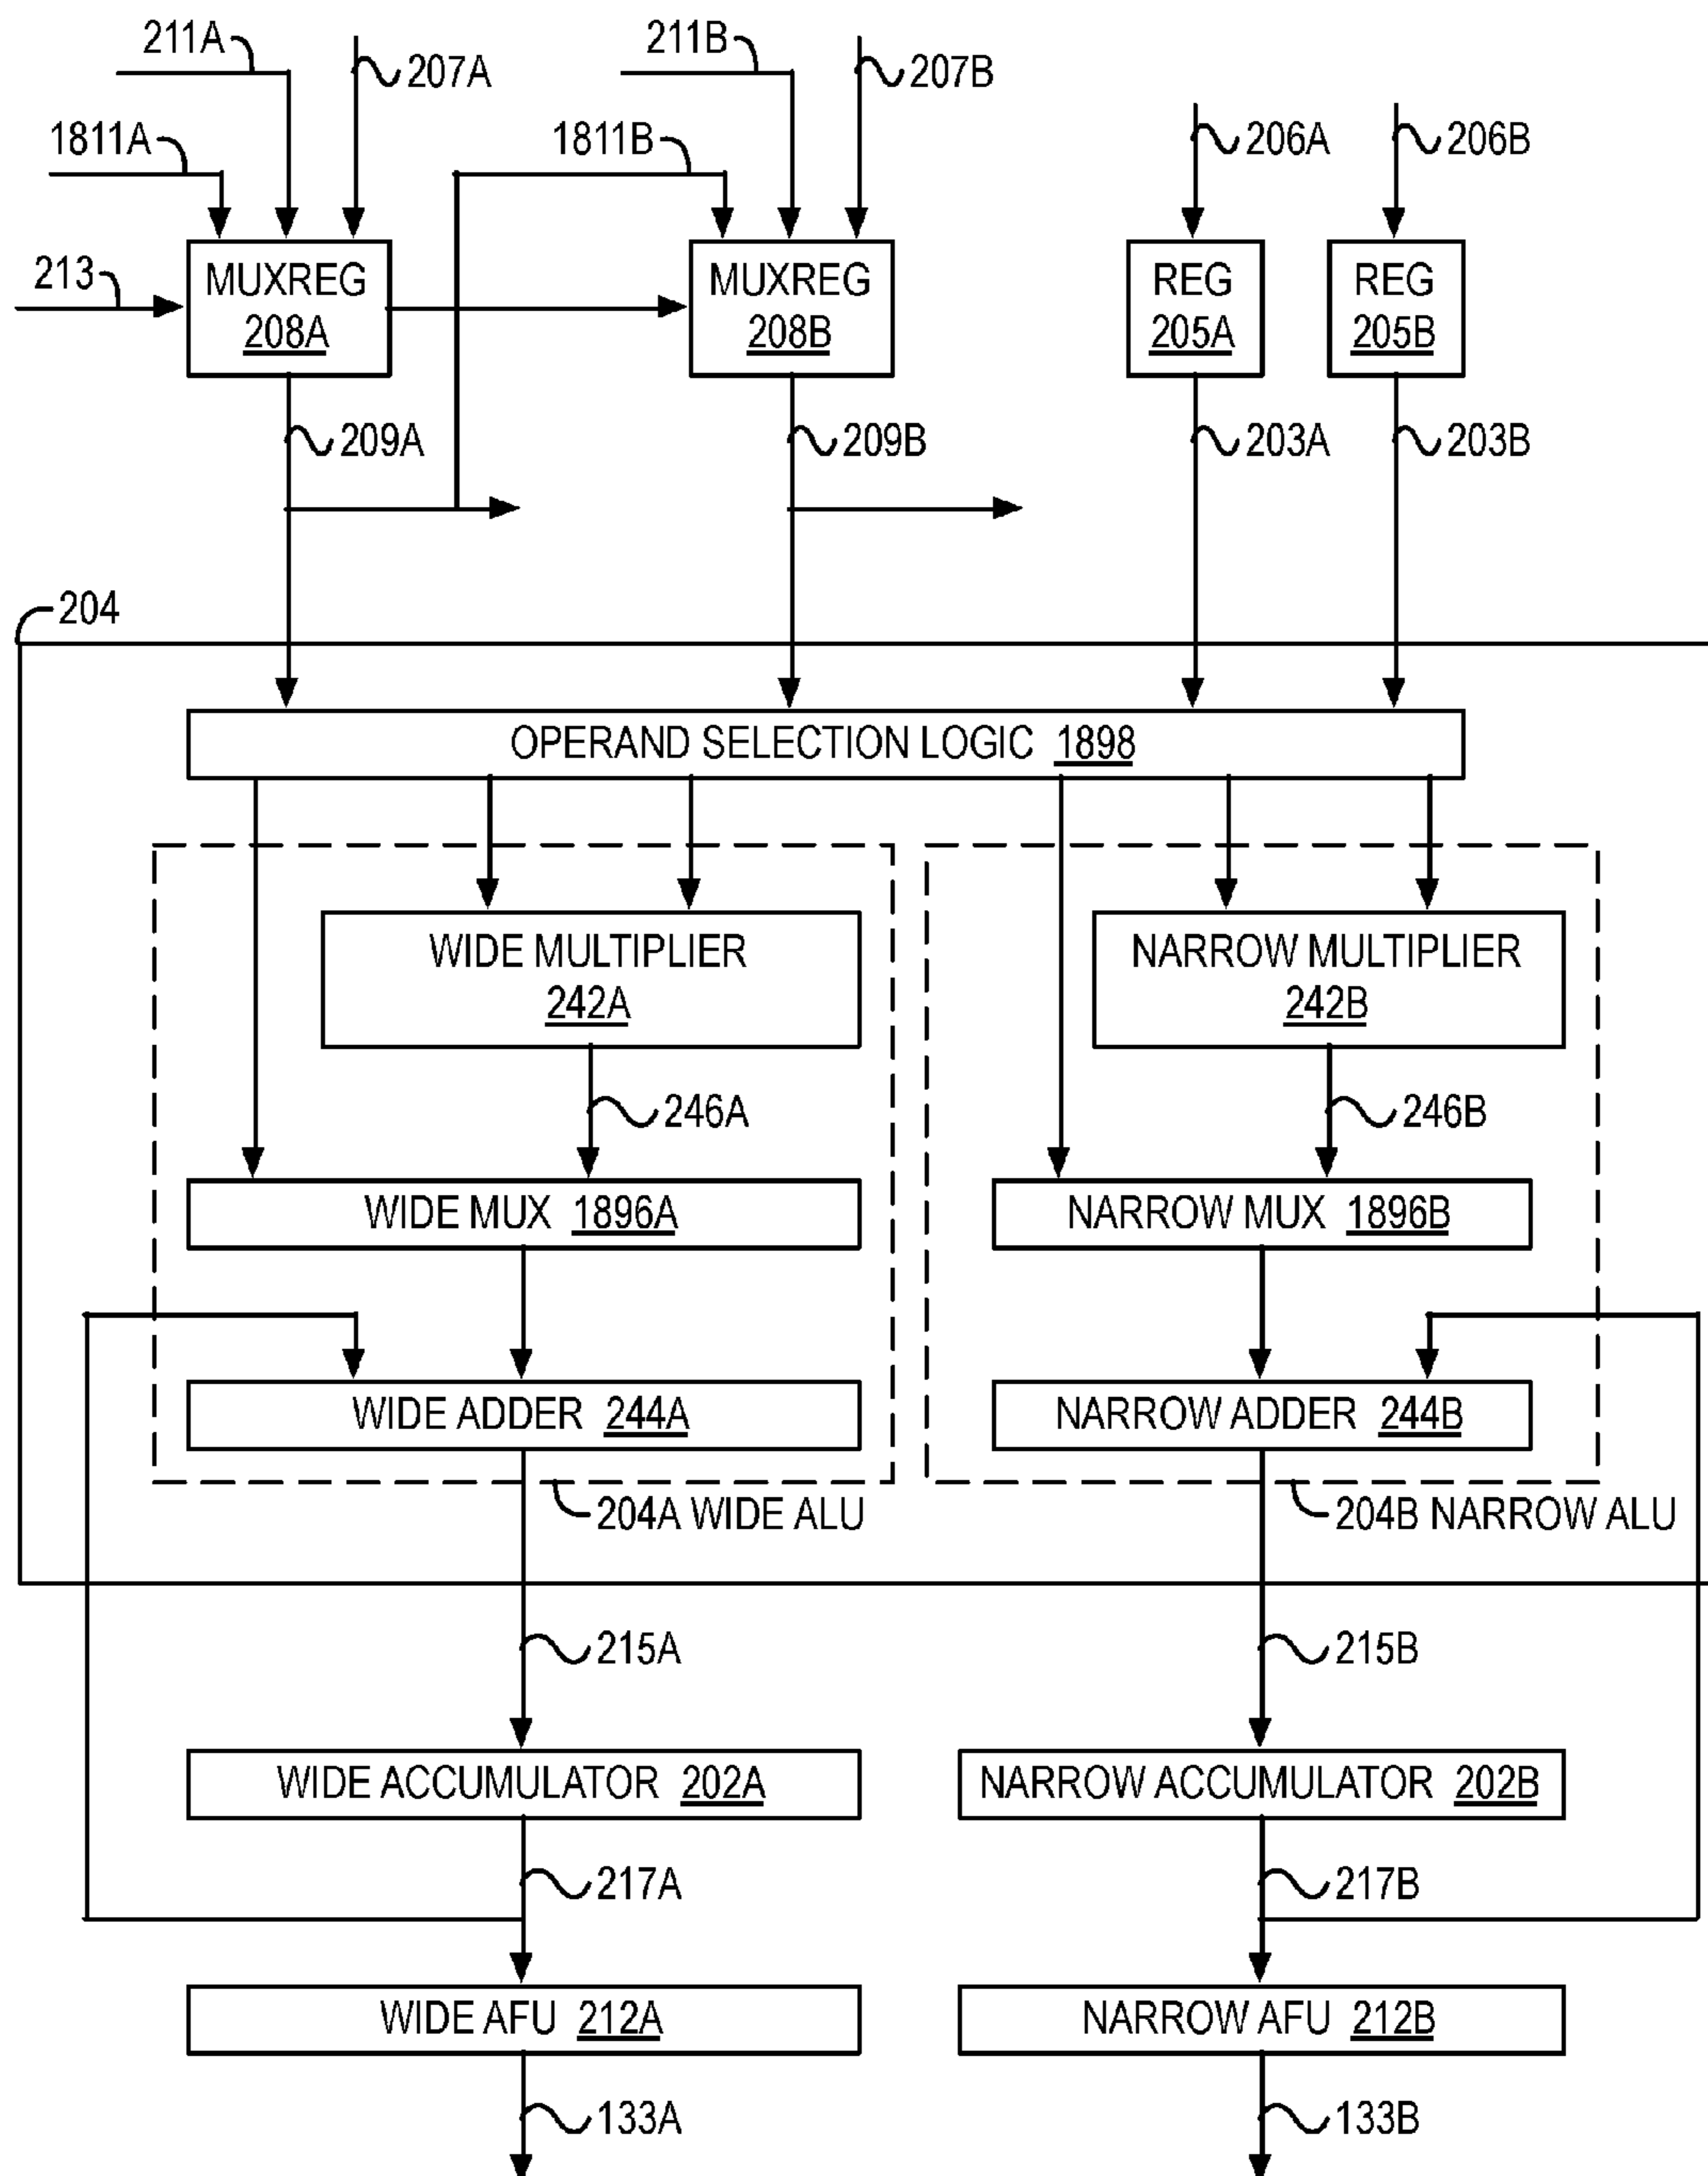 211A
207A
211B
207B
1811A
1811B
206A
206B
213
MUXREG
208A
MUXREG
208B
REG
205A
REG
205B
209A
209B
203A
203B
204
OPERAND SELECTION LOGIC 1898
WIDE MULTIPLIER
242A
NARROW MULTIPLIER
242B
246A
246B
WIDE MUX 1896A
NARROW MUX 1896B
WIDE ADDER 244A
NARROW ADDER 244B
204A WIDE ALU
204B NARROW ALU
215A
215B
WIDE ACCUMULATOR 202A
NARROW ACCUMULATOR 202B
217A
217B
WIDE AFU 212A
NARROW AFU 212B
133A
133B